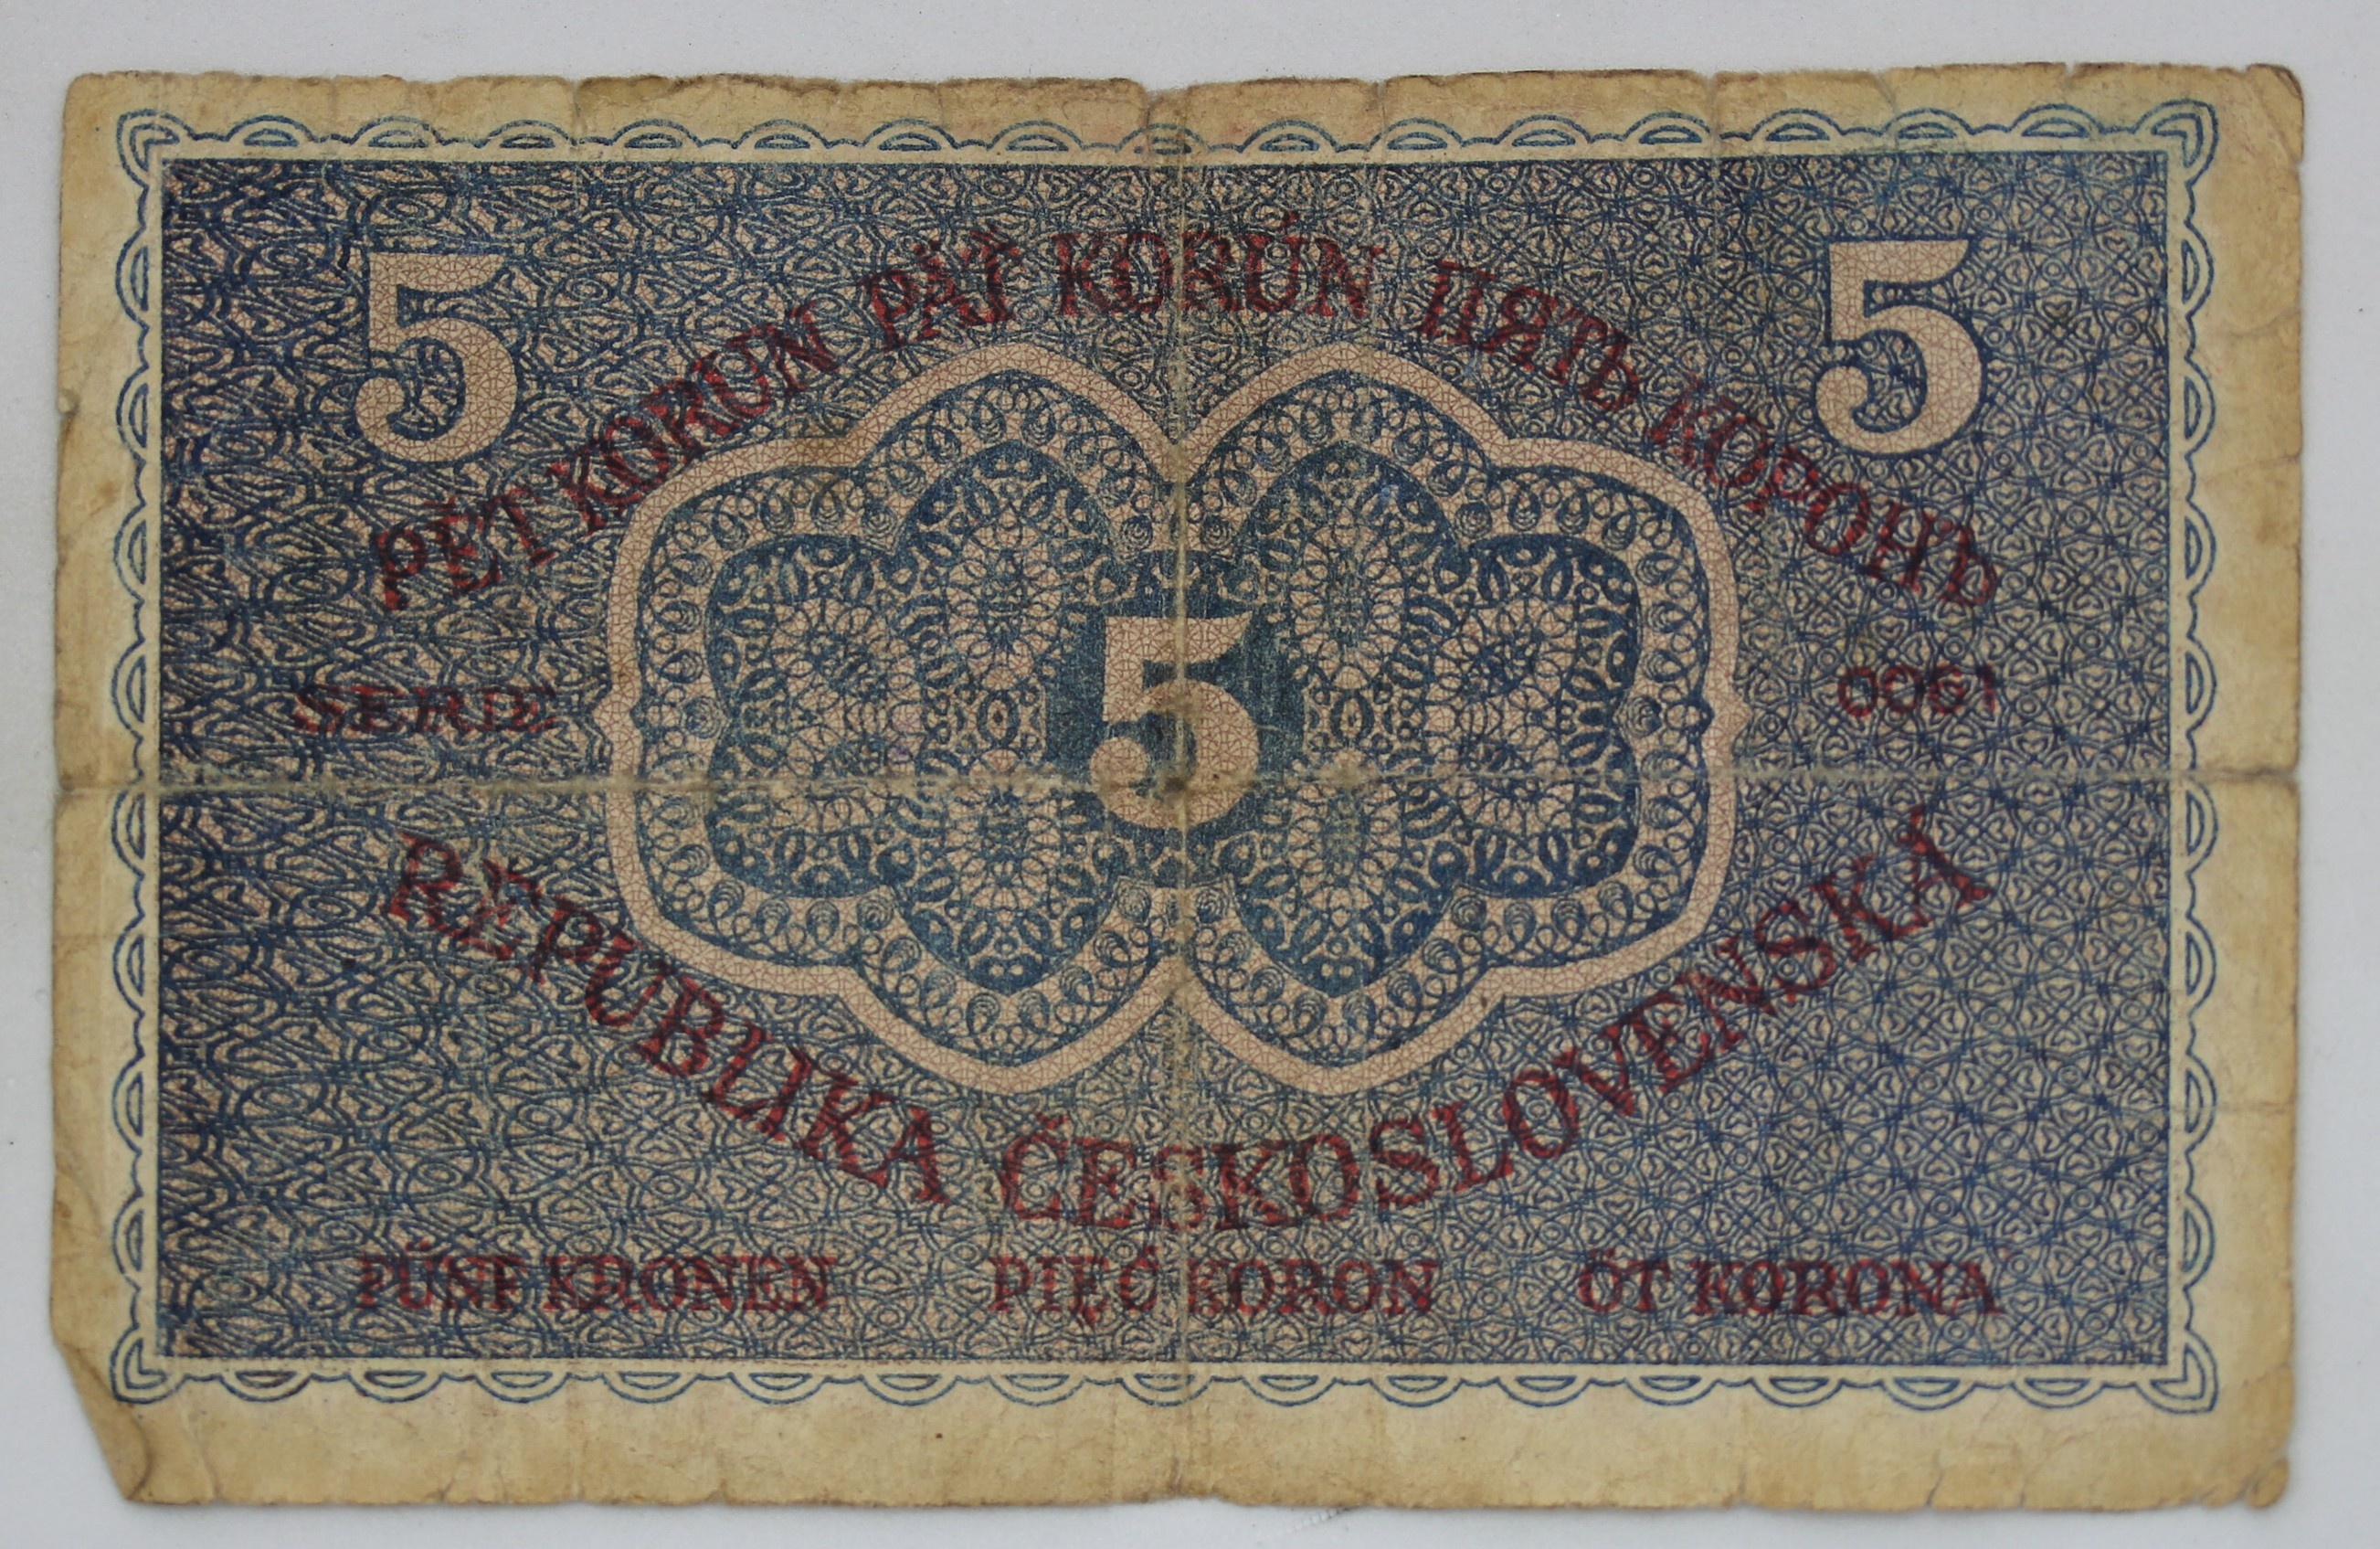 5 5
PĚT KORUN PÄŤ KORÚN ПЯТЬ КОРОНЪ
5
SERIE 0061
REPUBLIKA ČESKOSLOVENSKÁ
FÜNF KRONEN PIĘĆ KORON ÖT KORONA